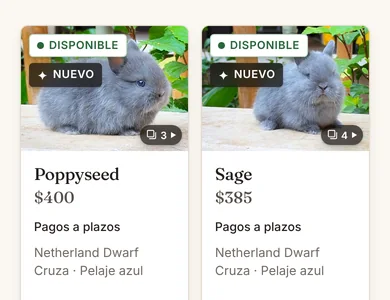 DISPONIBLE
NUEVO
3
Poppyseed
$400
Pagos a plazos
Netherland Dwarf
Cruza · Pelaje azul
DISPONIBLE
NUEVO
4
Sage
$385
Pagos a plazos
Netherland Dwarf
Cruza · Pelaje azul